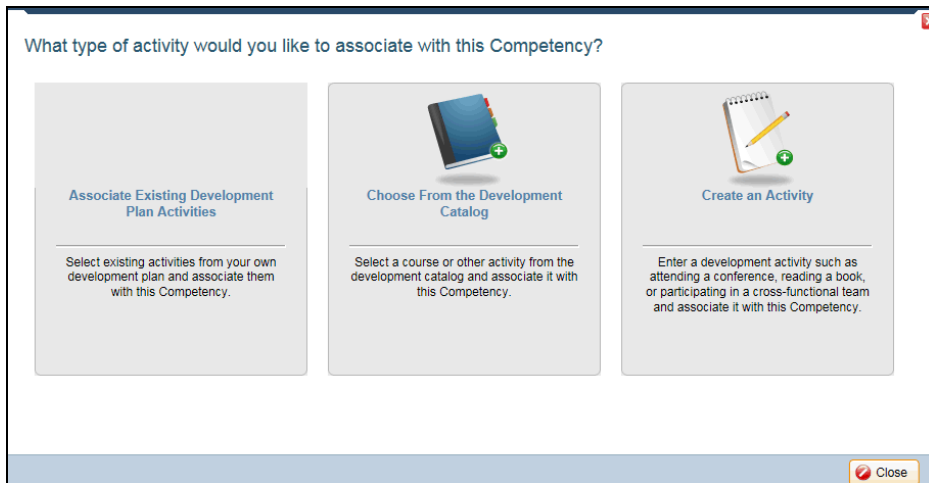 What type of activity would you like to associate with this Competency?
Associate Existing Development
Plan Activities
Select existing activities from your own
development plan and associate them
with this Competency.
Choose From the Development
Catalog
Select a course or other activity from the
development catalog and associate it with
this Competency.
Create an Activity
Enter a development activity such as
attending a conference, reading a book,
or participating in a cross-functional team
and associate it with this Competency.
Close